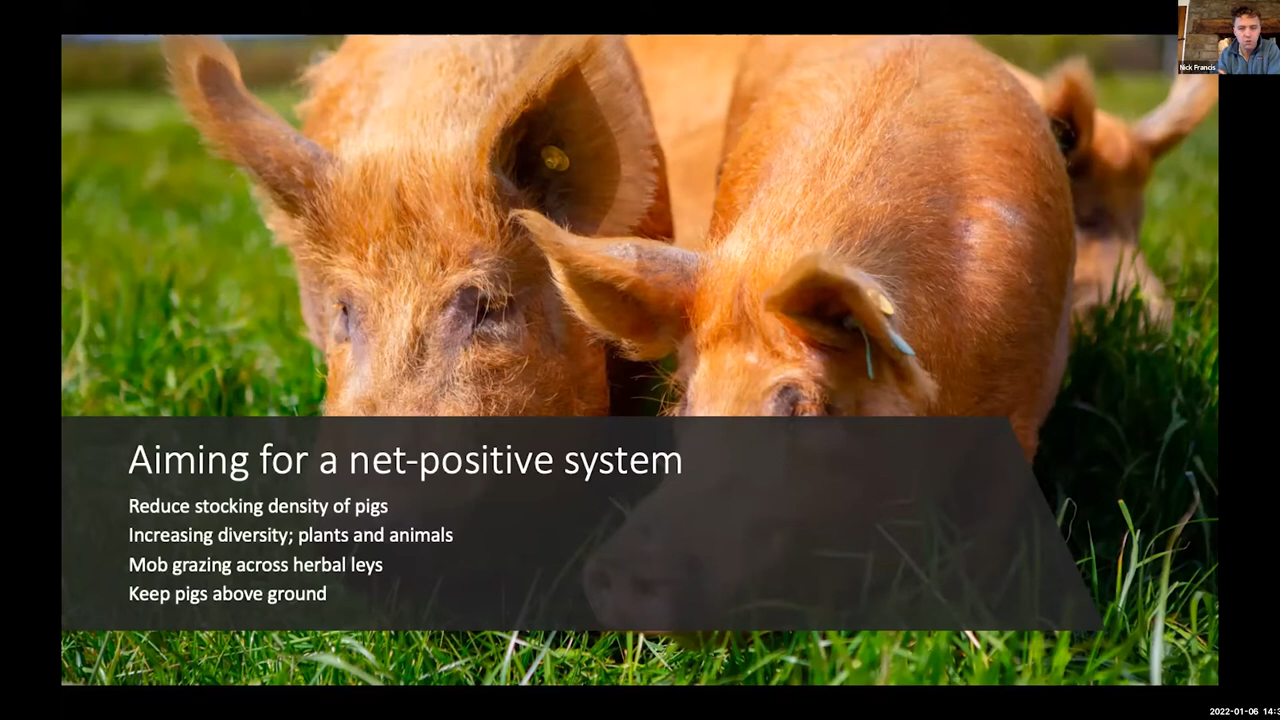 Nick Francis
Aiming for a net-positive system
Reduce stocking density of pigs
Increasing diversity; plants and animals
Mob grazing across herbal leys
Keep pigs above ground
2022-01-06 14:3